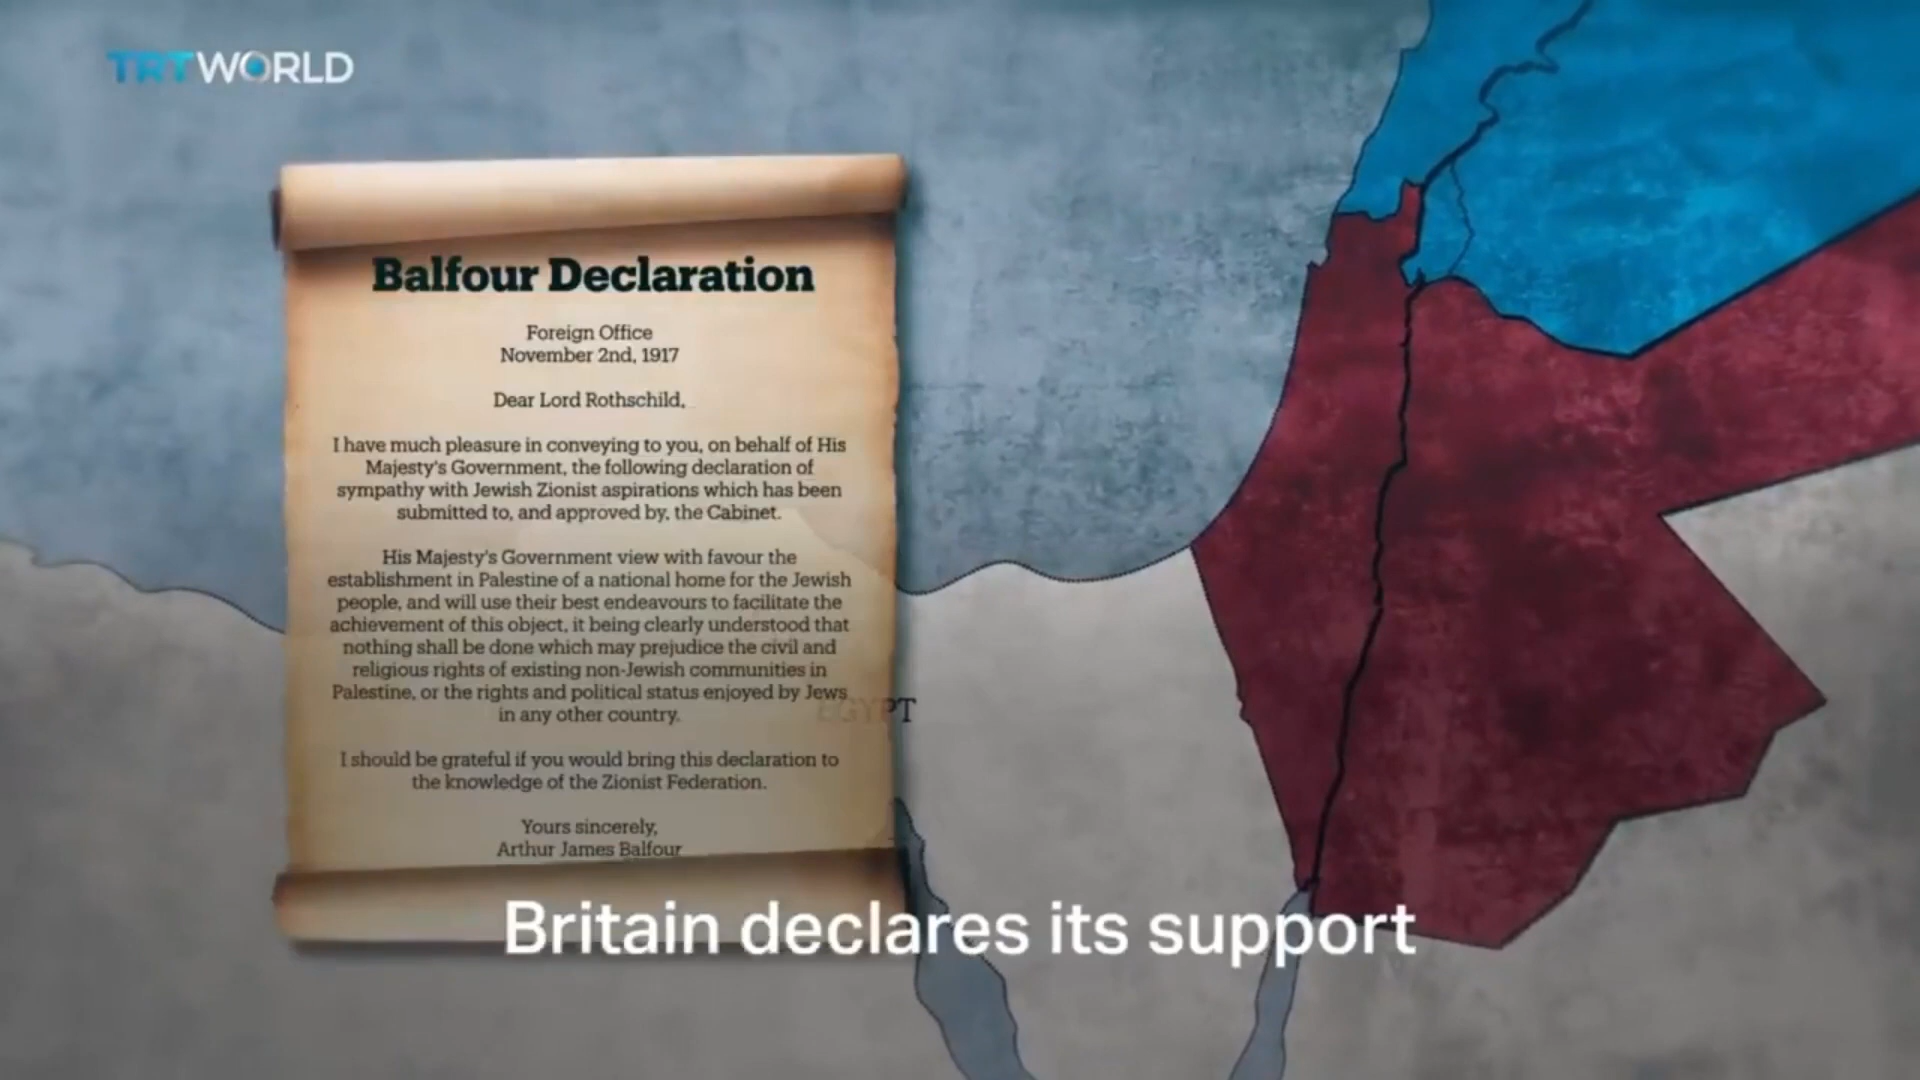 TRT WORLD
Balfour Declaration
Foreign Office
November 2nd, 1917
Dear Lord Rothschild,
I have much pleasure in conveying to you, on behalf of His
Majesty's Government, the following declaration of
sympathy with Jewish Zionist aspirations which has been
submitted to, and approved by, the Cabinet.
His Majesty's Government view with favour the
establishment in Palestine of a national home for the Jewish
people, and will use their best endeavours to facilitate the
achievement of this object, it being clearly understood that
nothing shall be done which may prejudice the civil and
religious rights of existing non-Jewish communities in
Palestine, or the rights and political status enjoyed by Jews
in any other country.
I should be grateful if you would bring this declaration to
the knowledge of the Zionist Federation.
Yours sincerely,
Arthur James Balfour
EGYPT
Britain declares its support